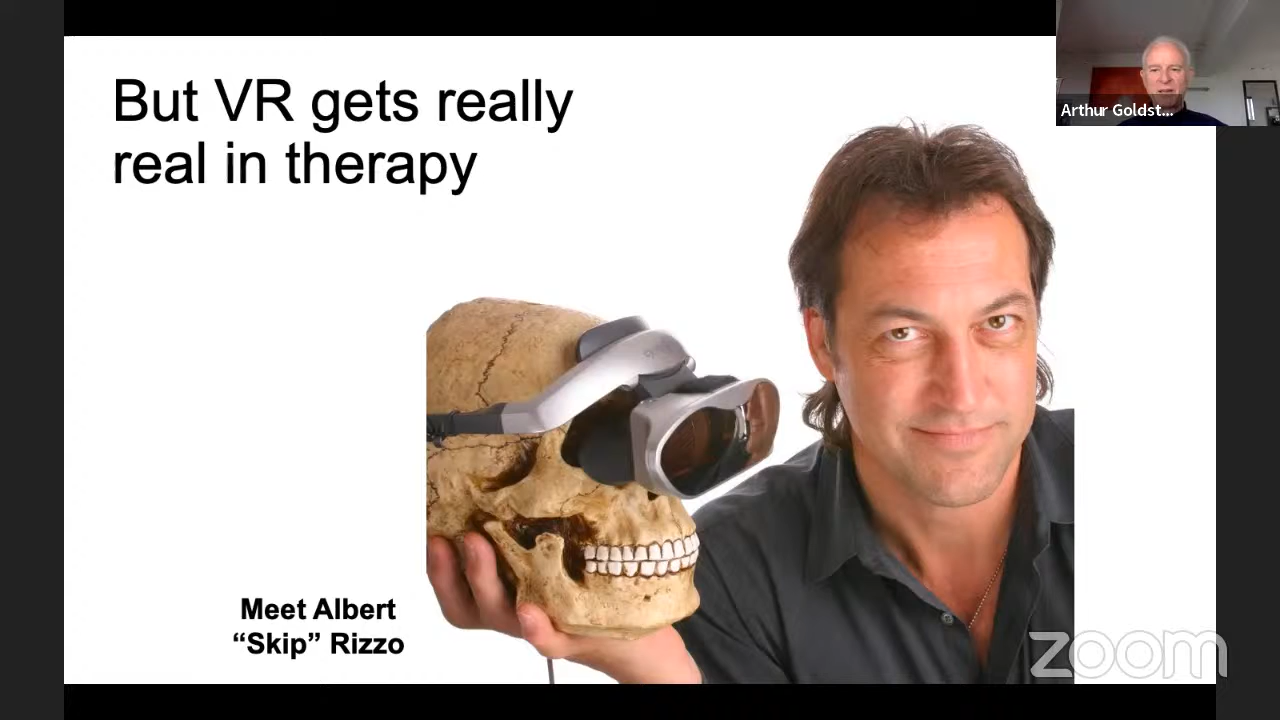 But VR gets really
real in therapy
Arthur Goldst...
Meet Albert
“Skip” Rizzo
zoom